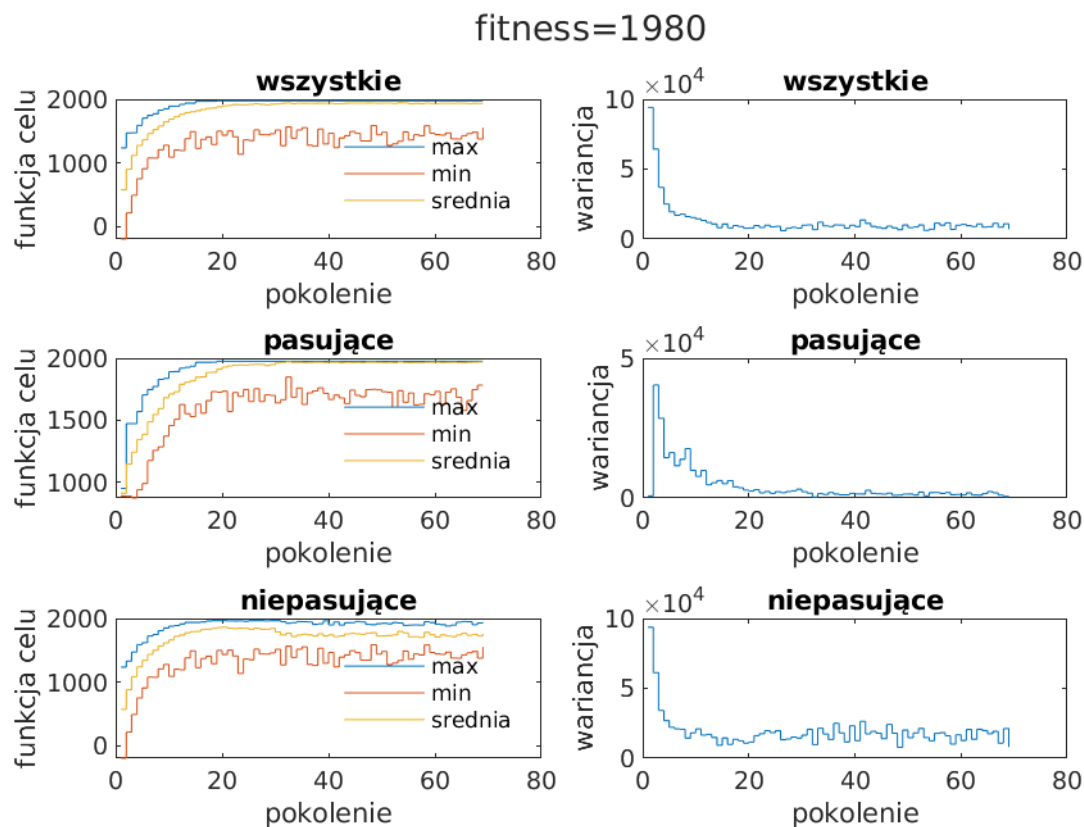 fitness=1980
wszystkie
funkcja celu
2000
1000
0
max
min
srednia
0 20 40 60 80
pokolenie
wszystkie
×10^4
wariancja
10
5
0
0 20 40 60 80
pokolenie
pasujące
funkcja celu
2000
1500
1000
max
min
srednia
0 20 40 60 80
pokolenie
pasujące
×10^4
wariancja
5
0
0 20 40 60 80
pokolenie
niepasujące
funkcja celu
2000
1000
0
max
min
srednia
0 20 40 60 80
pokolenie
niepasujące
×10^4
wariancja
10
5
0
0 20 40 60 80
pokolenie